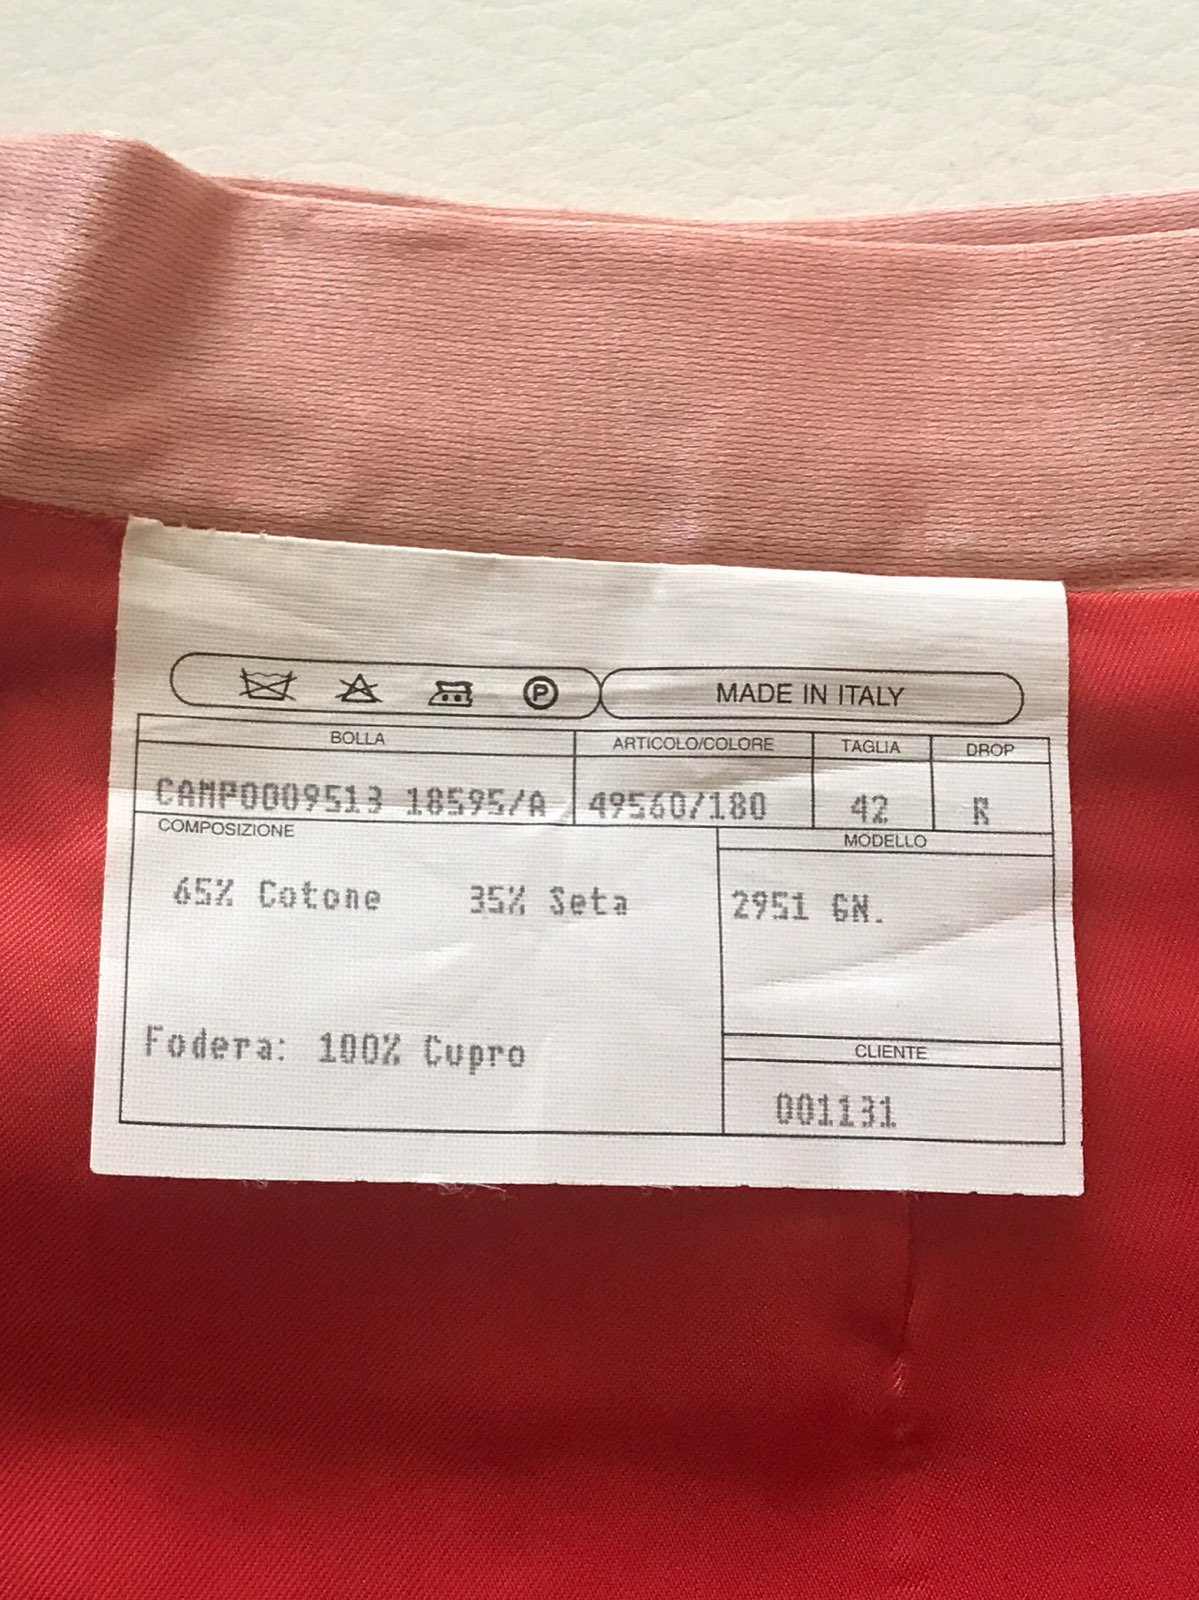 P MADE IN ITALY
BOLLA ARTICOLO/COLORE TAGLIA DROP
CAMP0009513 18595/A 49560/180 42 R
COMPOSIZIONE MODELLO
65% Cotone 35% Seta 2951 GN.
Fodera: 100% Cupro
CLIENTE
001131